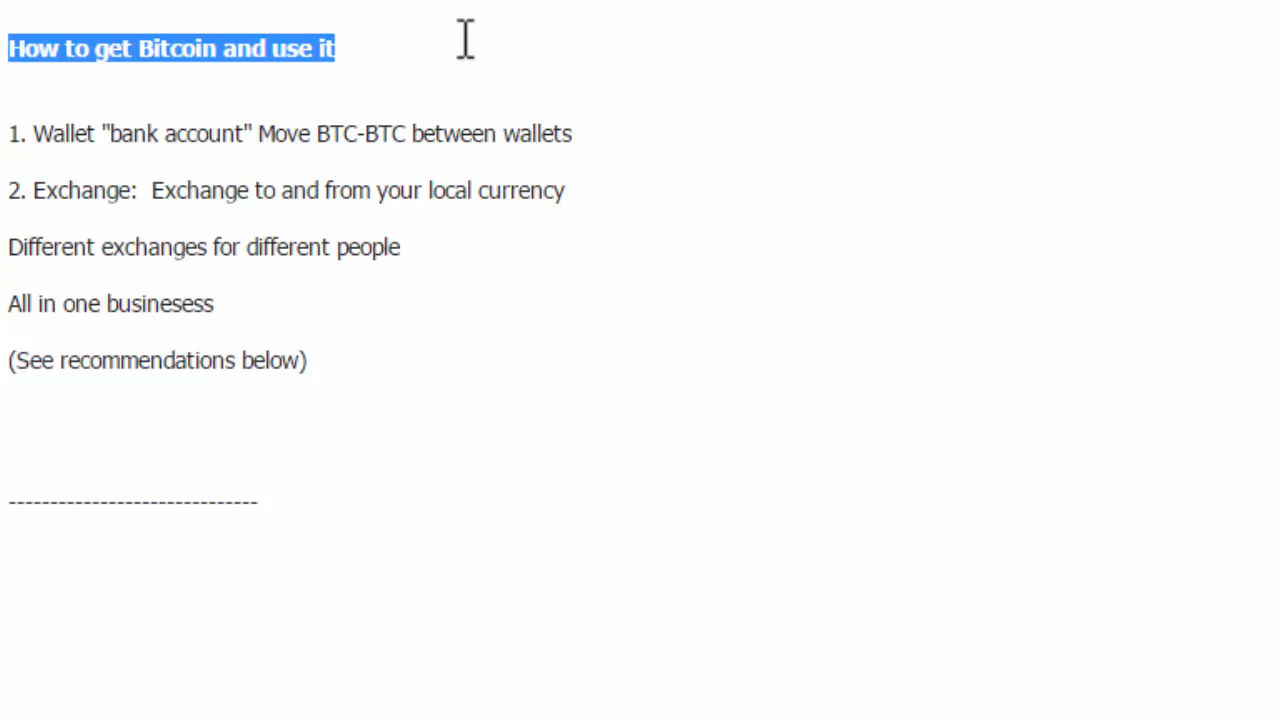 How to get Bitcoin and use it
1. Wallet "bank account" Move BTC-BTC between wallets
2. Exchange:  Exchange to and from your local currency
Different exchanges for different people
All in one businesess
(See recommendations below)
------------------------------